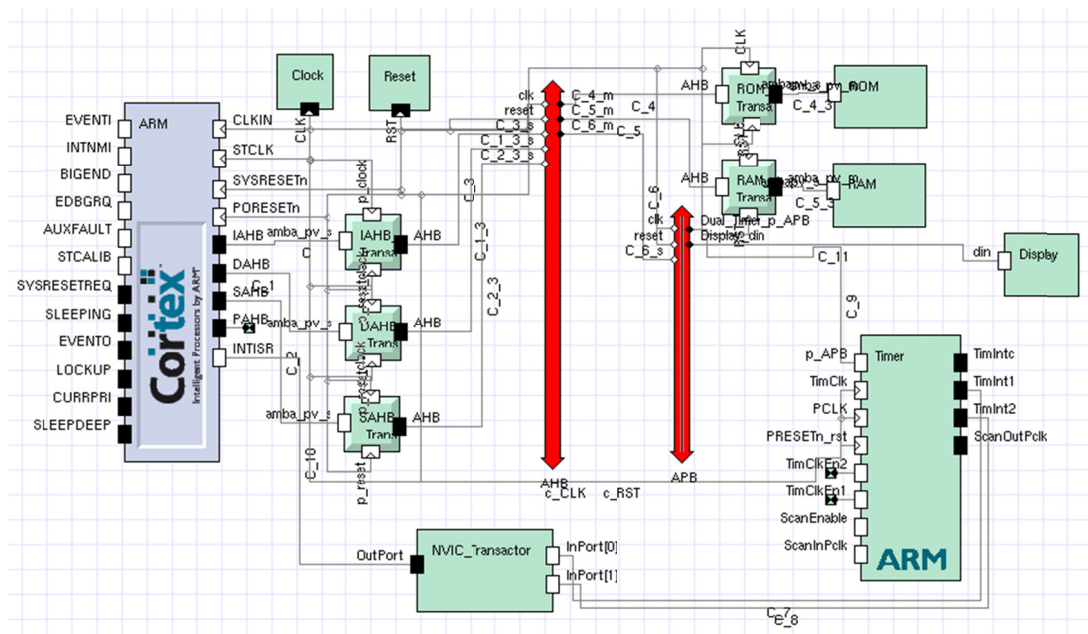 Clock
Reset
CLK
RST
ARM
EVENTI
INTNMI
BIGEND
EDBGRQ
AUXFAULT
STCALIB
SYSRESETREQ
SLEEPING
EVENTO
LOCKUP
CURRPRI
SLEEPDEEP
CLKIN
STCLK
SYSRESETn
PORESETn
IAHB
DAHB
SAHB
PAHB
INTISR
Cortex
Intelligent Processors by ARM
amba_pv_s
p_clock
IAHB
Trans
AHB
C
C_1
amba_pv_s
DAHB
Trans
AHB
C_2
amba_pv_s
SAHB
Trans
AHB
C_10
p_reset
C_3
C_1_3
C_2_3
clk
reset
C_3_s
C_1_3_s
C_2_3_s
C_4_m
C_5_m
C_6_m
C_4
C_5
C_6
AHB
c_CLK
c_RST
CLK
AHB
ROM
Transa
C_4_3
ROM
AHB
RAM
Transa
amba_pv_m
C_5_3
RAM
clk
reset
C_6_s
Dual_Timer_p_APB
Display_din
APB
C_11
C_9
din
Display
Timer
p_APB
TimClk
PCLK
PRESETn_rst
TimClkEn2
TimClkEn1
ScanEnable
ScanInPclk
TimIntc
TimInt1
TimInt2
ScanOutPclk
ARM
OutPort
NVIC_Transactor
InPort[0]
InPort[1]
C_7
C_8